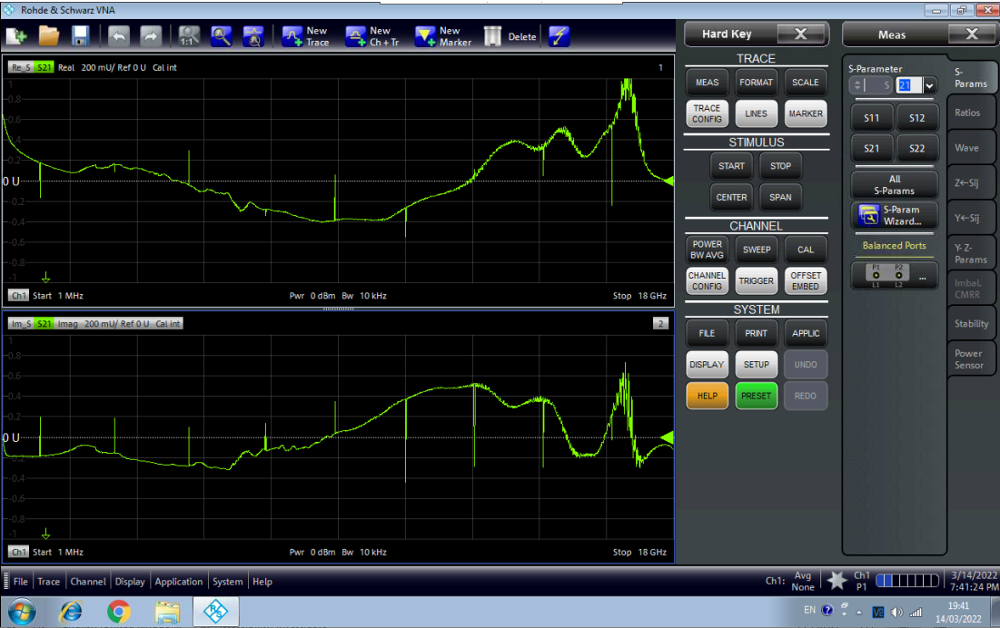 Rohde & Schwarz VNA
1:1
New Trace
New Ch + Tr
New Marker
Delete
Re_S S21 Real 200 mU/ Ref 0 U Cal int
1
1
-0.8
-0.6
-0.4
-0.2
0 U
-0.2
-0.4
-0.6
-0.8
-1
Ch1 Start 1 MHz
Pwr 0 dBm Bw 10 kHz
Stop 18 GHz
Im_S S21 Imag 200 mU/ Ref 0 U Cal int
2
1
-0.8
-0.6
-0.4
-0.2
0 U
-0.2
-0.4
-0.6
-0.8
-1
Ch1 Start 1 MHz
Pwr 0 dBm Bw 10 kHz
Stop 18 GHz
Hard Key
X
TRACE
MEAS
FORMAT
SCALE
TRACE CONFIG
LINES
MARKER
STIMULUS
START
STOP
CENTER
SPAN
CHANNEL
POWER BW AVG
SWEEP
CAL
CHANNEL CONFIG
TRIGGER
OFFSET EMBED
SYSTEM
FILE
PRINT
APPLIC
DISPLAY
SETUP
UNDO
HELP
PRESET
REDO
Meas
X
S-Parameter
S 21
S11
S12
S21
S22
All
S-Params
S-Param
Wizard...
Balanced Ports
P1 P2
L1 L2
...
S-
Params
Ratios
Wave
Z←Sij
Y←Sij
Y- Z-
Params
Imbal.
CMRR
Stability
Power
Sensor
File Trace Channel Display Application System Help
Ch1: Avg None
Ch1 P1
3/14/2022
7:41:24 PM
EN
19:41
14/03/2022